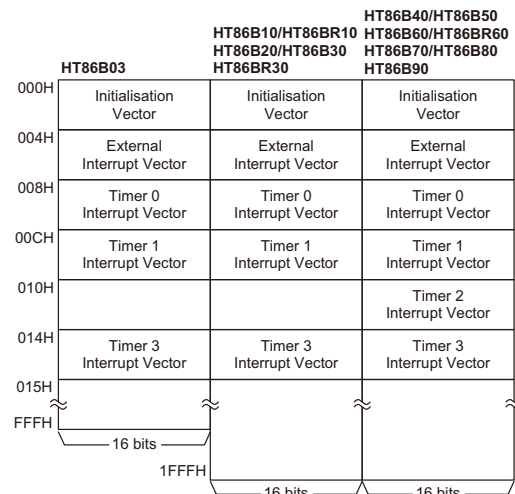 HT86B03
HT86B10/HT86BR10
HT86B20/HT86B30
HT86BR30
HT86B40/HT86B50
HT86B60/HT86BR60
HT86B70/HT86B80
HT86B90
000H
Initialisation
Vector
Initialisation
Vector
Initialisation
Vector
004H
External
Interrupt Vector
External
Interrupt Vector
External
Interrupt Vector
008H
Timer 0
Interrupt Vector
Timer 0
Interrupt Vector
Timer 0
Interrupt Vector
00CH
Timer 1
Interrupt Vector
Timer 1
Interrupt Vector
Timer 1
Interrupt Vector
010H
Timer 2
Interrupt Vector
014H
Timer 3
Interrupt Vector
Timer 3
Interrupt Vector
Timer 3
Interrupt Vector
015H
FFFH
16 bits
1FFFH
16 bits
16 bits